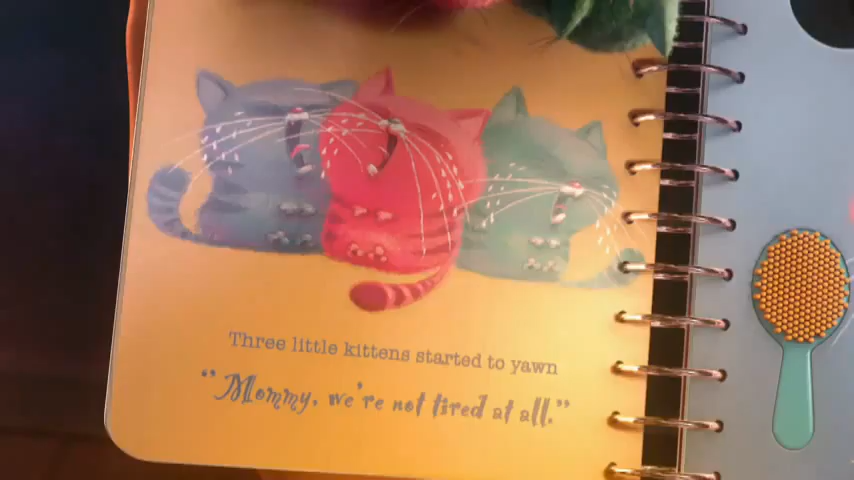 Three little kittens started to yawn
“Mommy, we're not tired at all.”